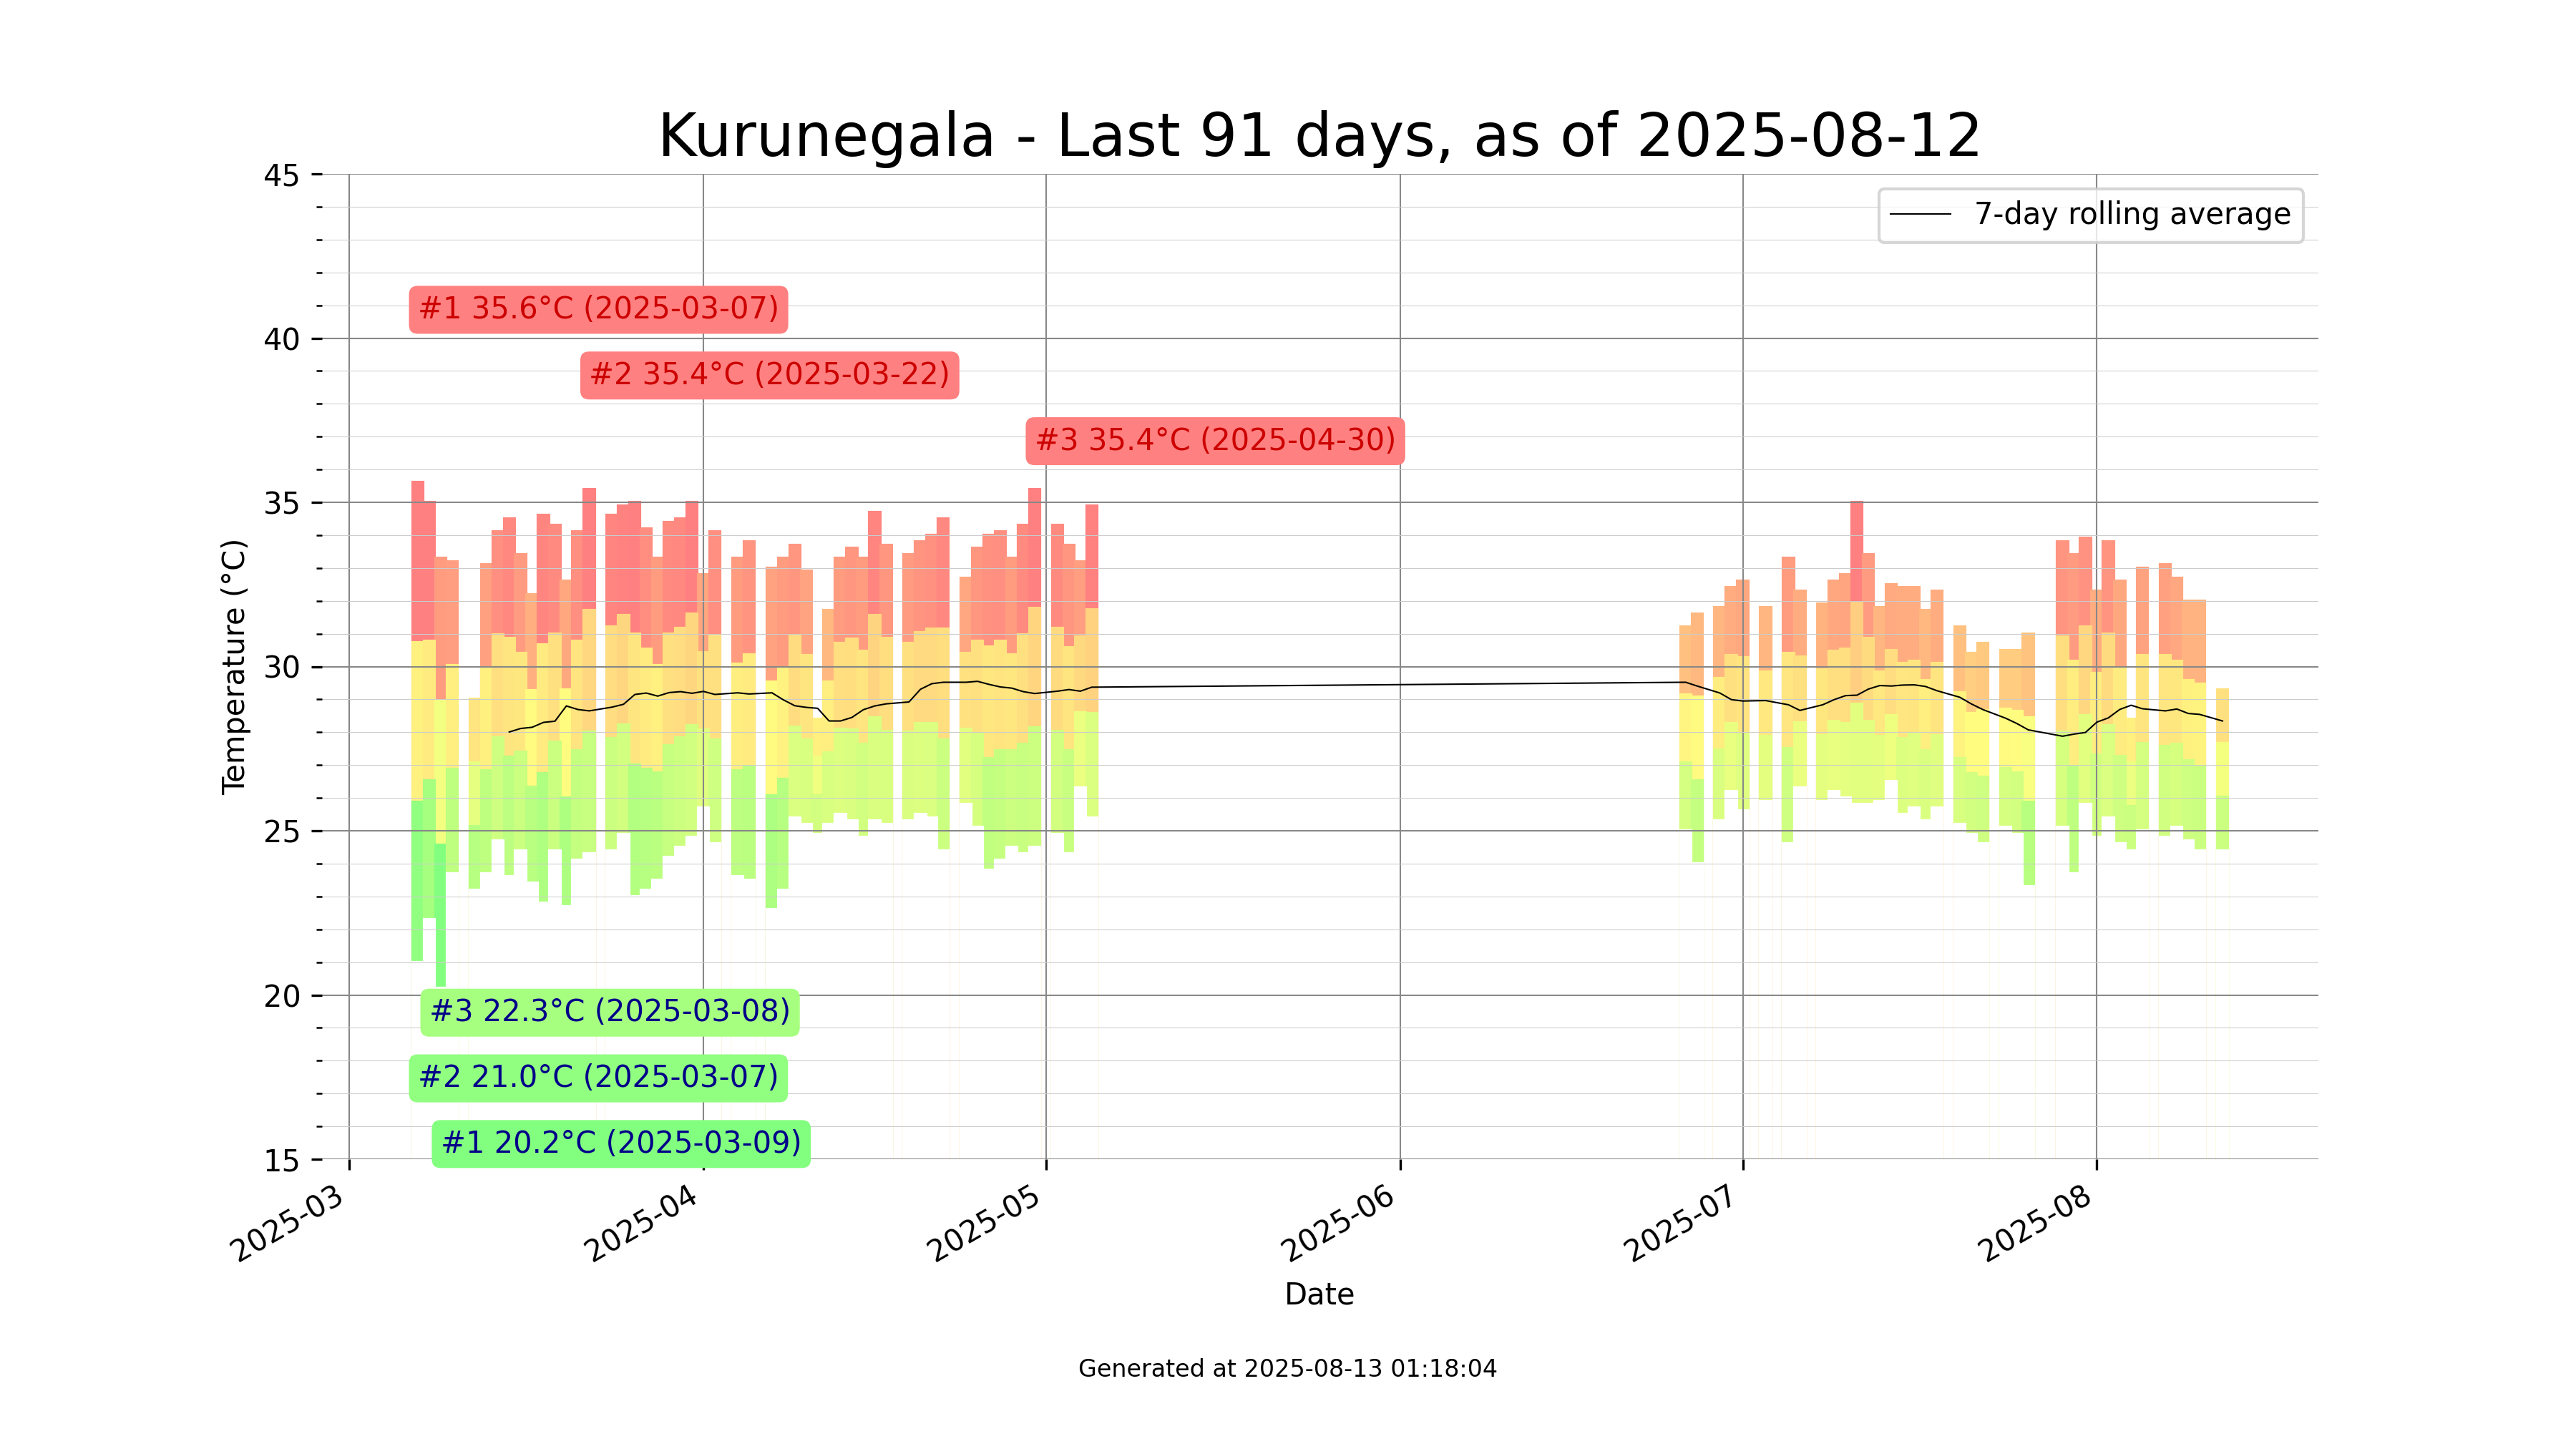 Kurunegala - Last 91 days, as of 2025-08-12
45
7-day rolling average
#1 35.6°C (2025-03-07)
40
#2 35.4°C (2025-03-22)
#3 35.4°C (2025-04-30)
35
Temperature (°C)
30
25
20
#3 22.3°C (2025-03-08)
#2 21.0°C (2025-03-07)
#1 20.2°C (2025-03-09)
15
2025-03
2025-04
2025-05
2025-06
2025-07
2025-08
Date
Generated at 2025-08-13 01:18:04